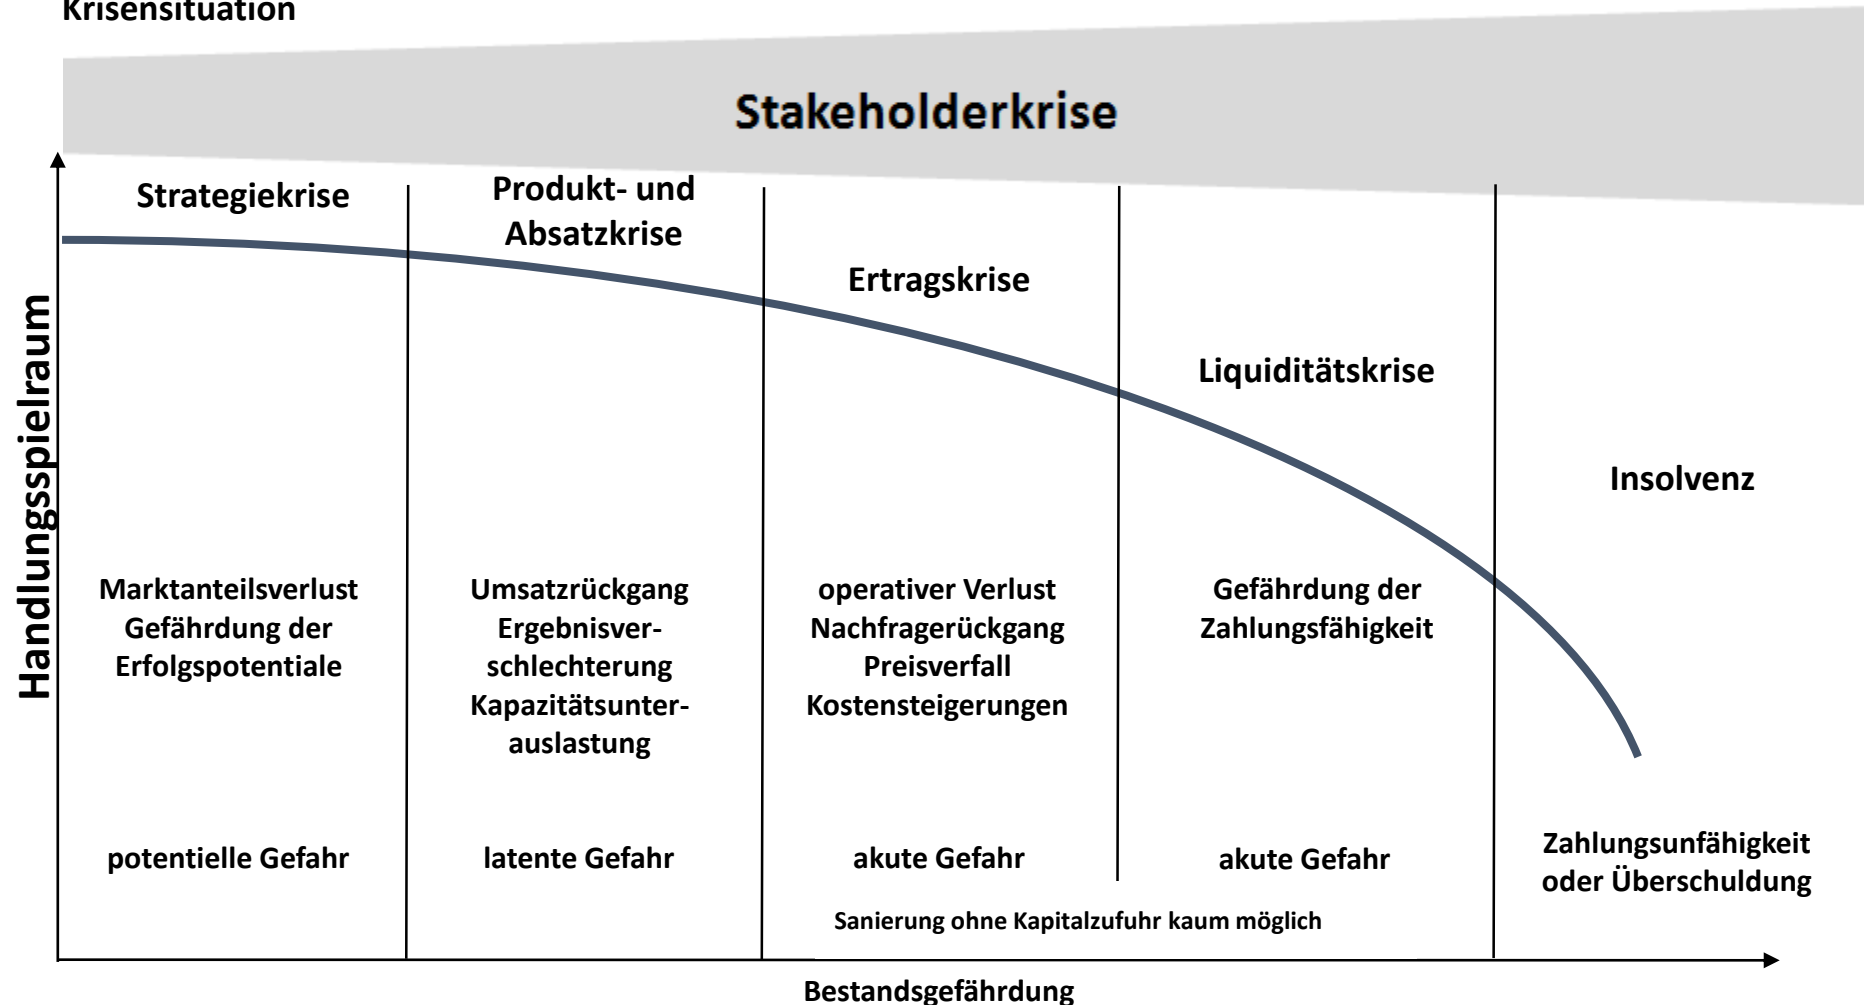 Krisensituation
Stakeholderkrise
Strategiekrise
Produkt- und
Absatzkrise
Ertragskrise
Liquiditätskrise
Insolvenz
Handlungsspielraum
Marktanteilsverlust
Gefährdung der
Erfolgspotentiale
Umsatzrückgang
Ergebnisver-
schlechterung
Kapazitätsunter-
auslastung
operativer Verlust
Nachfragerückgang
Preisverfall
Kostensteigerungen
Gefährdung der
Zahlungsfähigkeit
potentielle Gefahr
latente Gefahr
akute Gefahr
akute Gefahr
Zahlungsunfähigkeit
oder Überschuldung
Sanierung ohne Kapitalzufuhr kaum möglich
Bestandsgefährdung